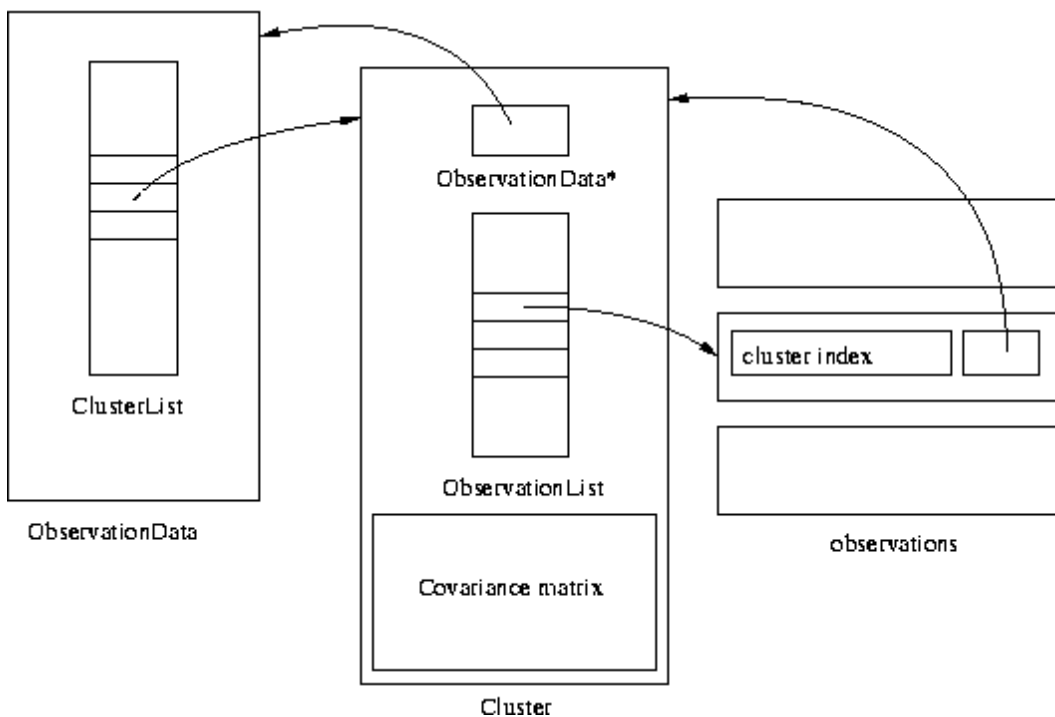 ClusterList
ObservationData
ObservationData*
ObservationList
Covariance matrix
Cluster
cluster index
observations